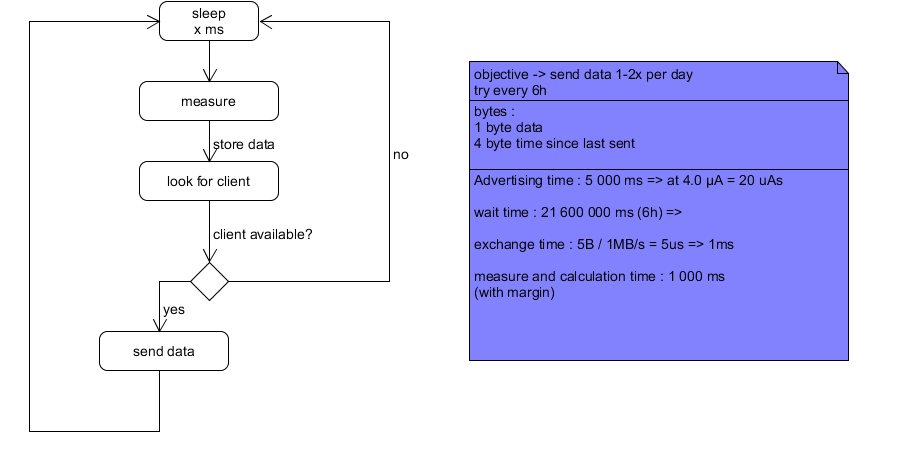 sleep
x ms
measure
store data
look for client
client available?
no
yes
send data
objective -> send data 1-2x per day
try every 6h
bytes :
1 byte data
4 byte time since last sent
Advertising time : 5 000 ms => at 4.0 µA = 20 uAs
wait time : 21 600 000 ms (6h) =>
exchange time : 5B / 1MB/s = 5us => 1ms
measure and calculation time : 1 000 ms
(with margin)